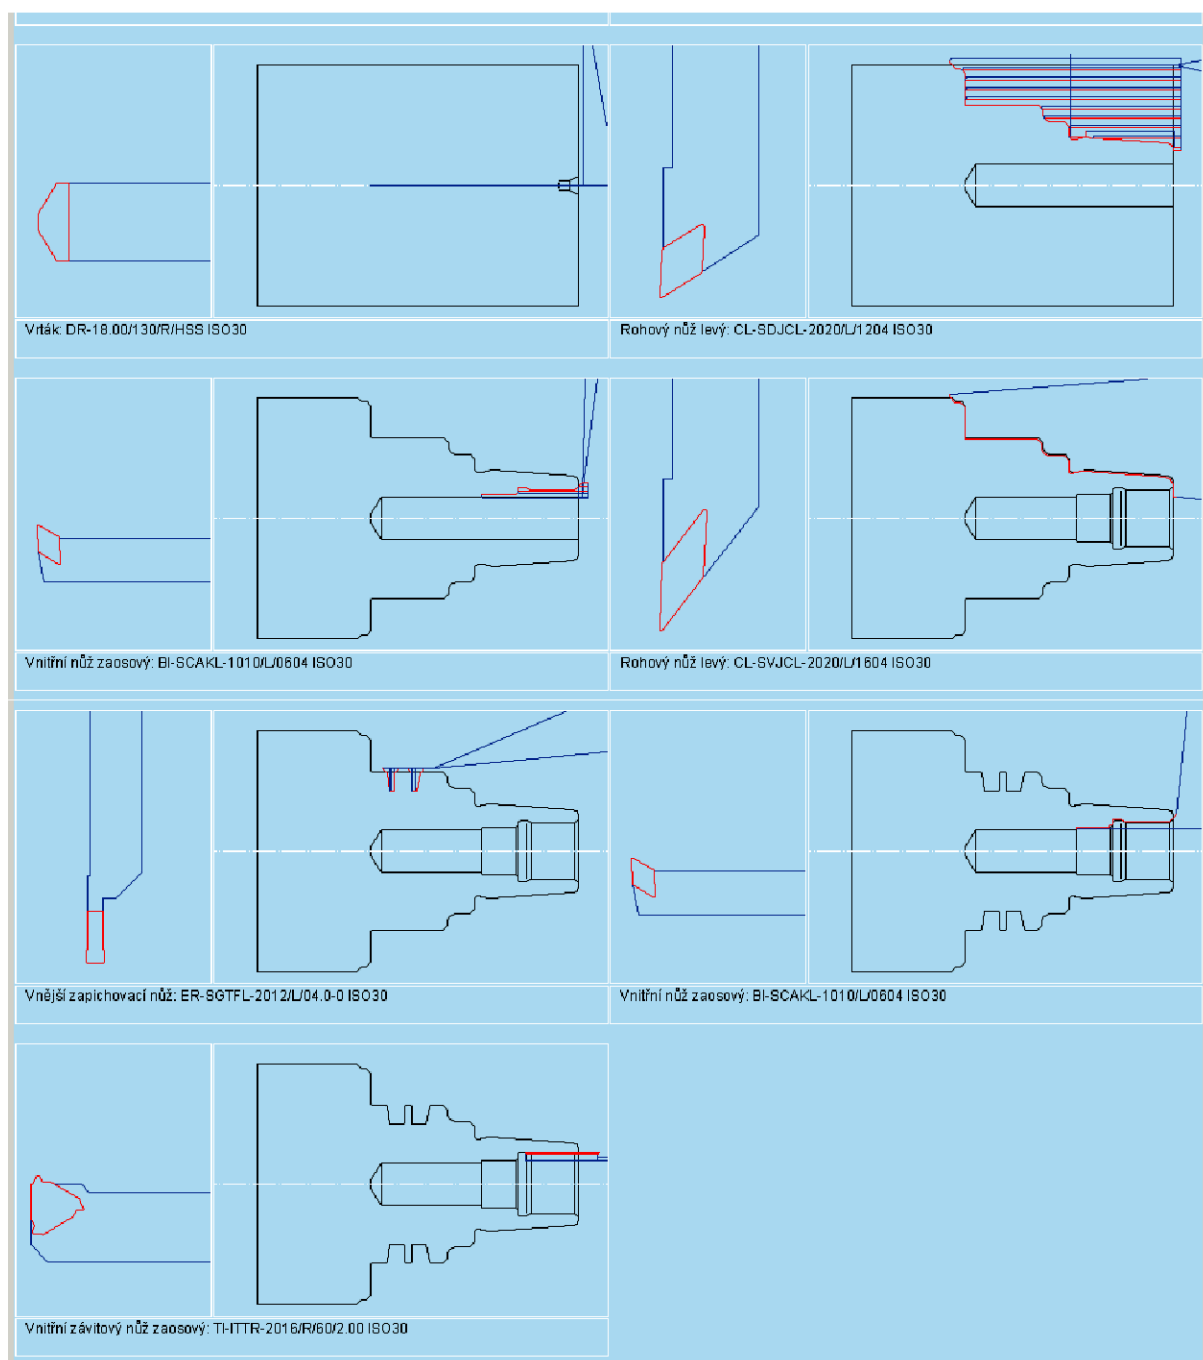 Vrták: DR-18.00/130/R/HSS ISO30
Rohový nůž levý: CL-SDJCL-2020/L/1204 ISO30
Vnitřní nůž zaosový: BI-SCAKL-1010/L/0604 ISO30
Rohový nůž levý: CL-SVJCL-2020/L/1604 ISO30
Vnější zapichovací nůž: ER-SGTFL-2012/L/04.0-0 ISO30
Vnitřní nůž zaosový: BI-SCAKL-1010/L/0604 ISO30
Vnitřní závitový nůž zaosový: TI-ITTR-2016/R/60/2.00 ISO30